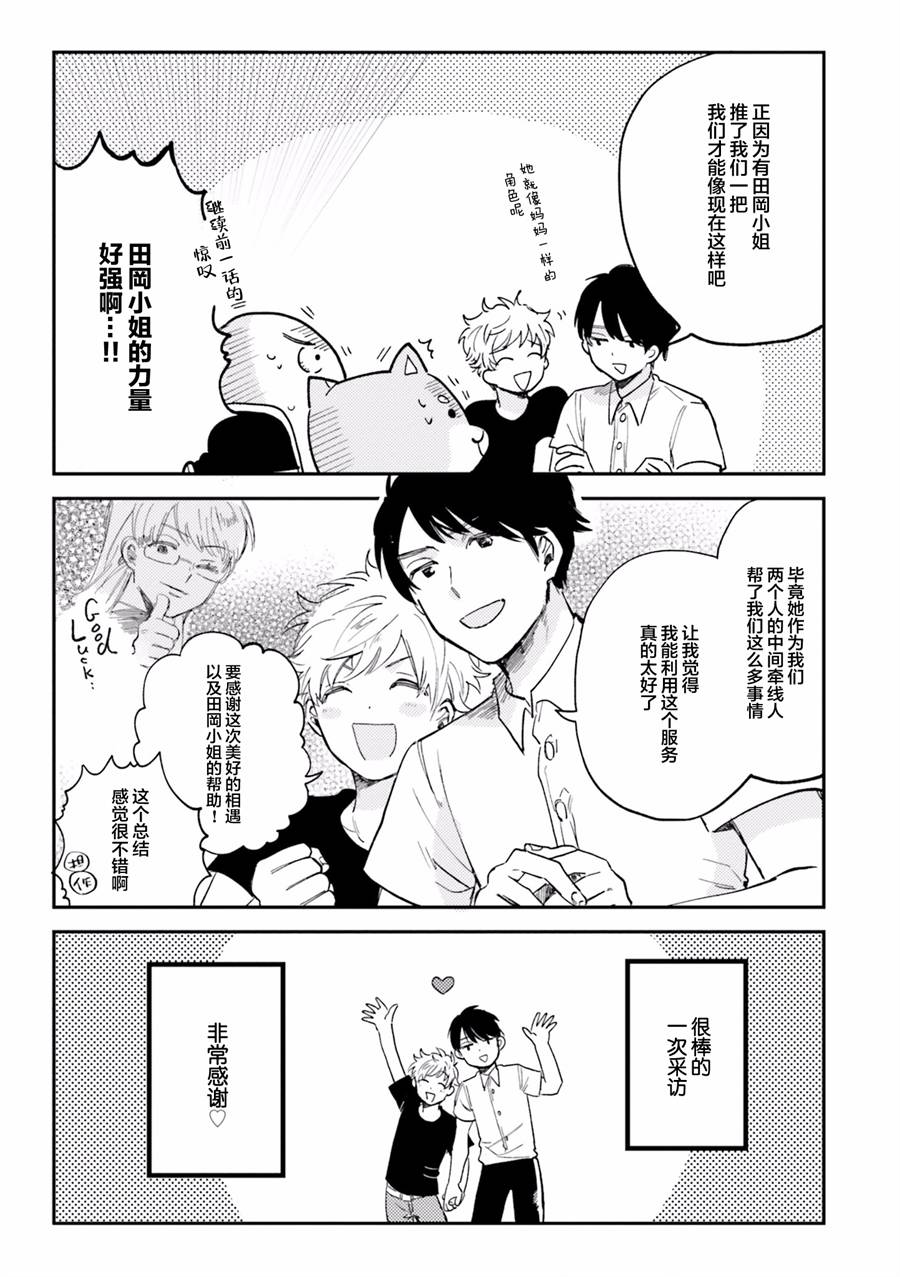 正因为有田岡小姐
推了我们一把
我们才能像现在这样吧
她就像妈妈一样的
角色呢
继续前一话的
惊叹
田岡小姐的力量
好强啊…!!
毕竟她作为我们
两个人的中间牵线人
帮了我们这么多事情
让我觉得
我能利用这个服务
真的太好了
Good
Luck...
要感谢这次美好的相遇
以及田岡小姐的帮助！
这个总结
感觉很不错啊
担
作
很棒的
一次采访
非常感谢♡